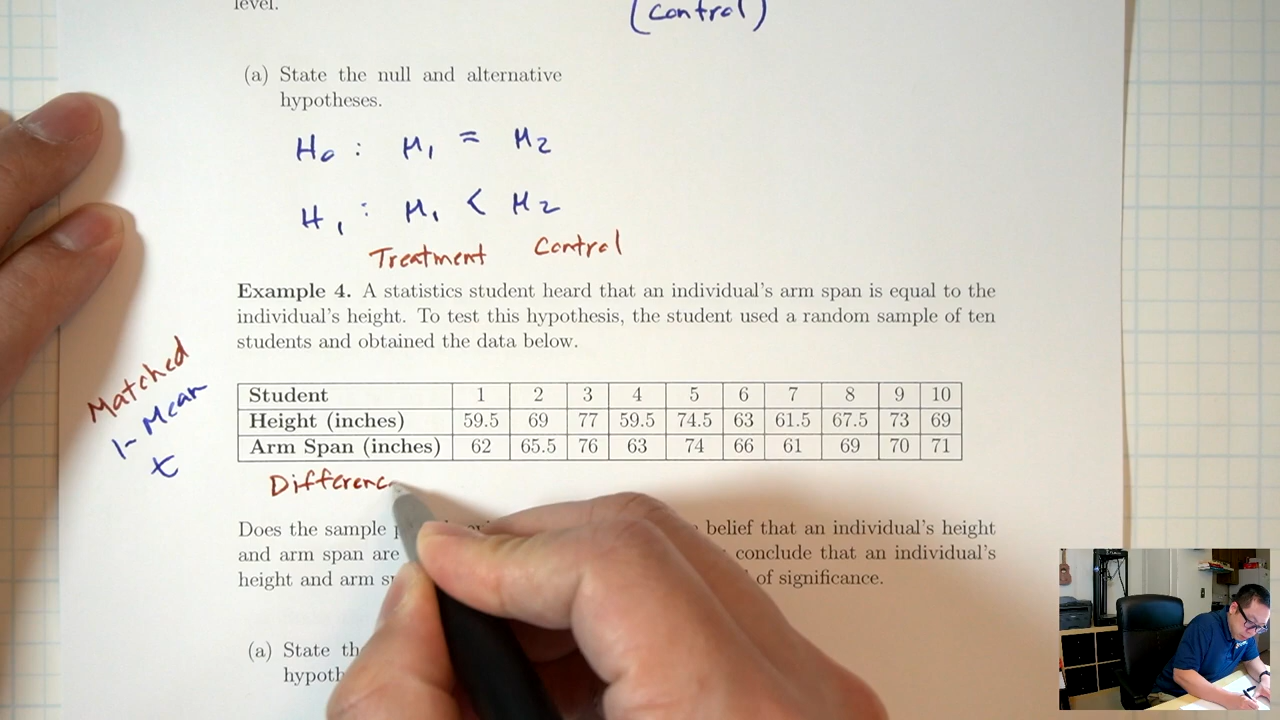 level.
(control)
(a) State the null and alternative
hypotheses.
H₀ : μ₁ = μ₂
H₁ : μ₁ < μ₂
Treatment Control
Example 4. A statistics student heard that an individual's arm span is equal to the
individual's height. To test this hypothesis, the student used a random sample of ten
students and obtained the data below.
Matched
1-Mean
t
Student 1 2 3 4 5 6 7 8 9 10
Height (inches) 59.5 69 77 59.5 74.5 63 61.5 67.5 73 69
Arm Span (inches) 62 65.5 76 63 74 66 61 69 70 71
Differenc
Does the sample belief that an individual's height
and arm span are conclude that an individual's
height and arm of significance.
(a) State